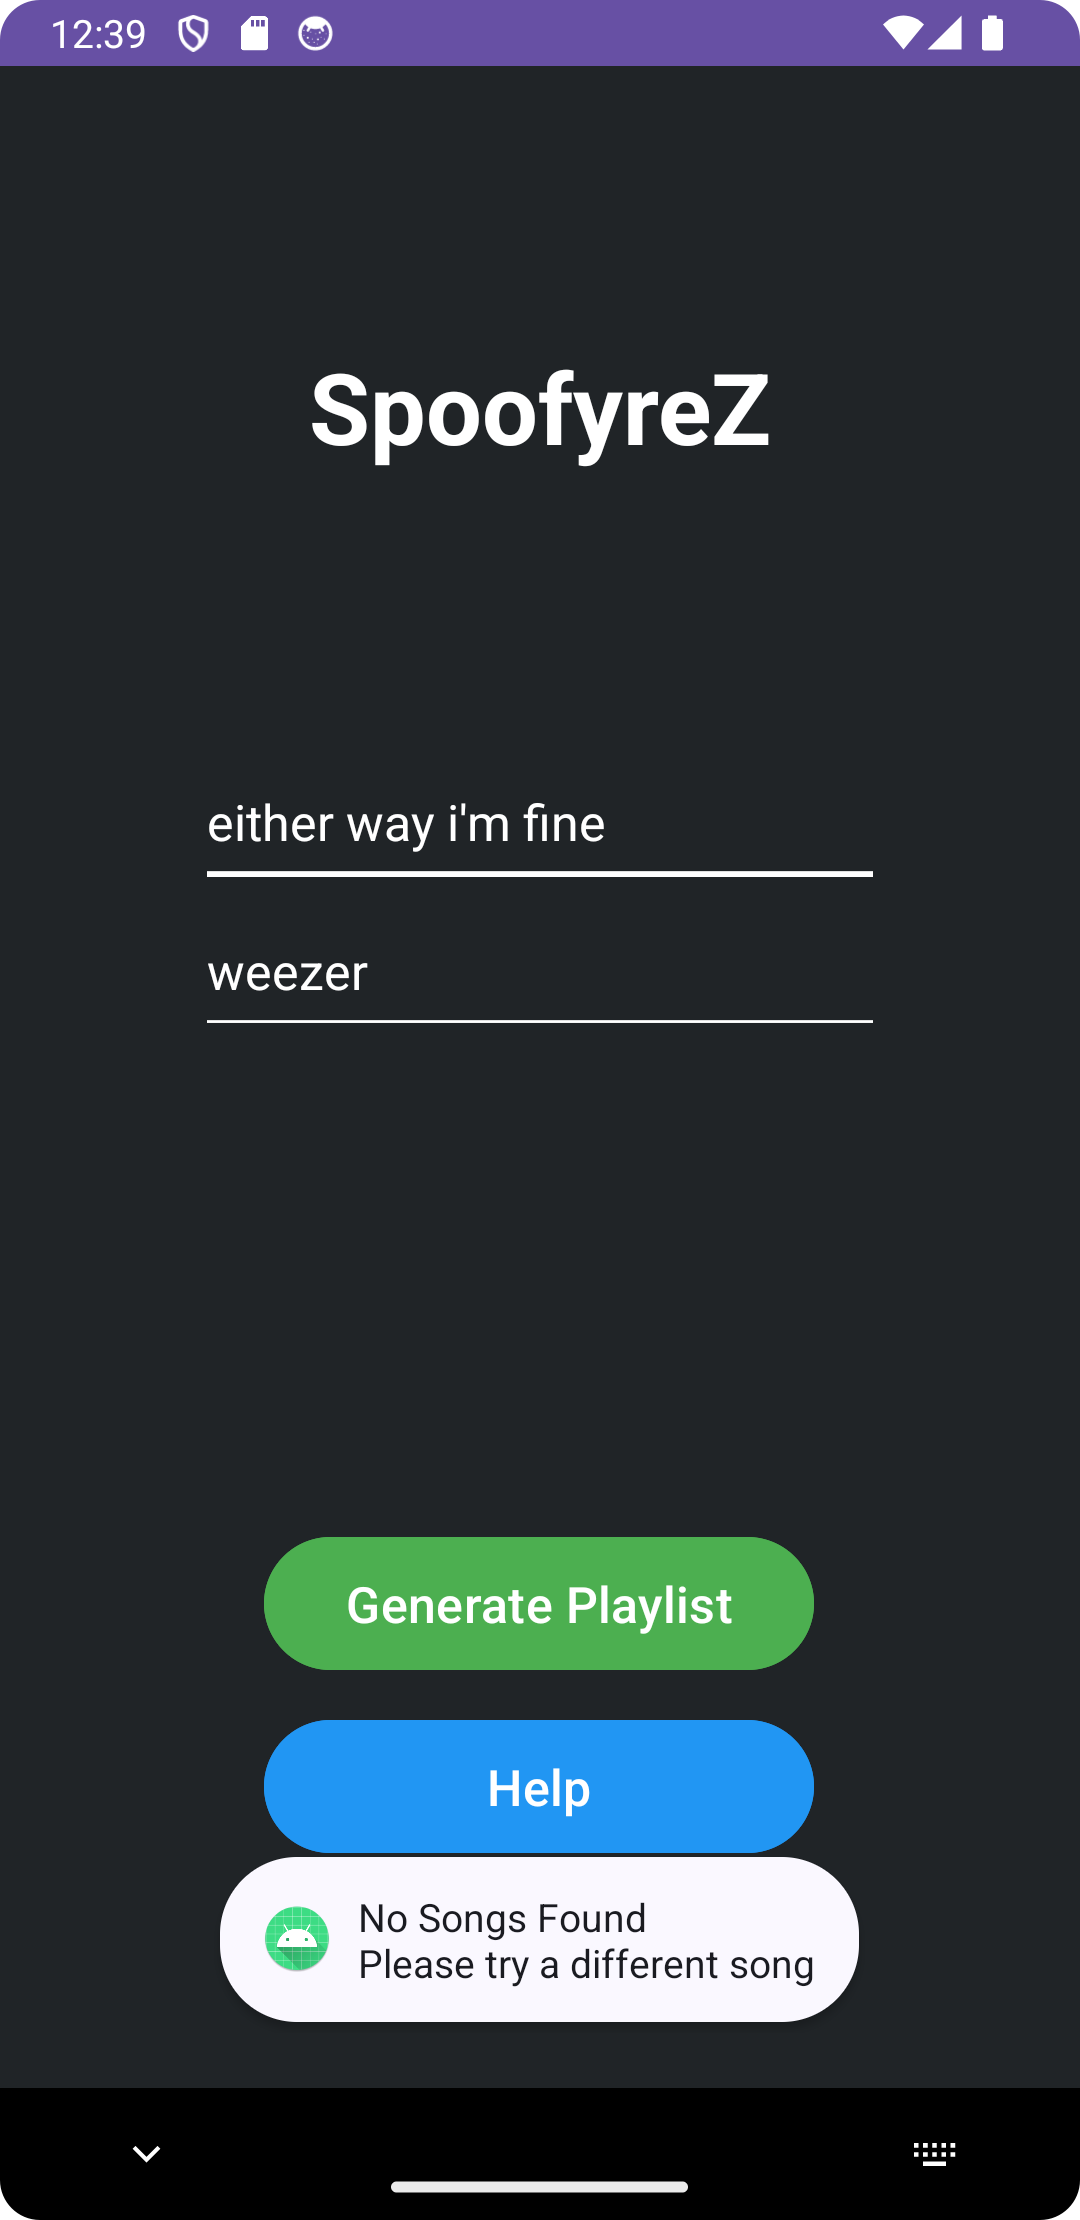 12:39
SpoofyreZ
either way i'm fine
weezer
Generate Playlist
Help
No Songs Found
Please try a different song